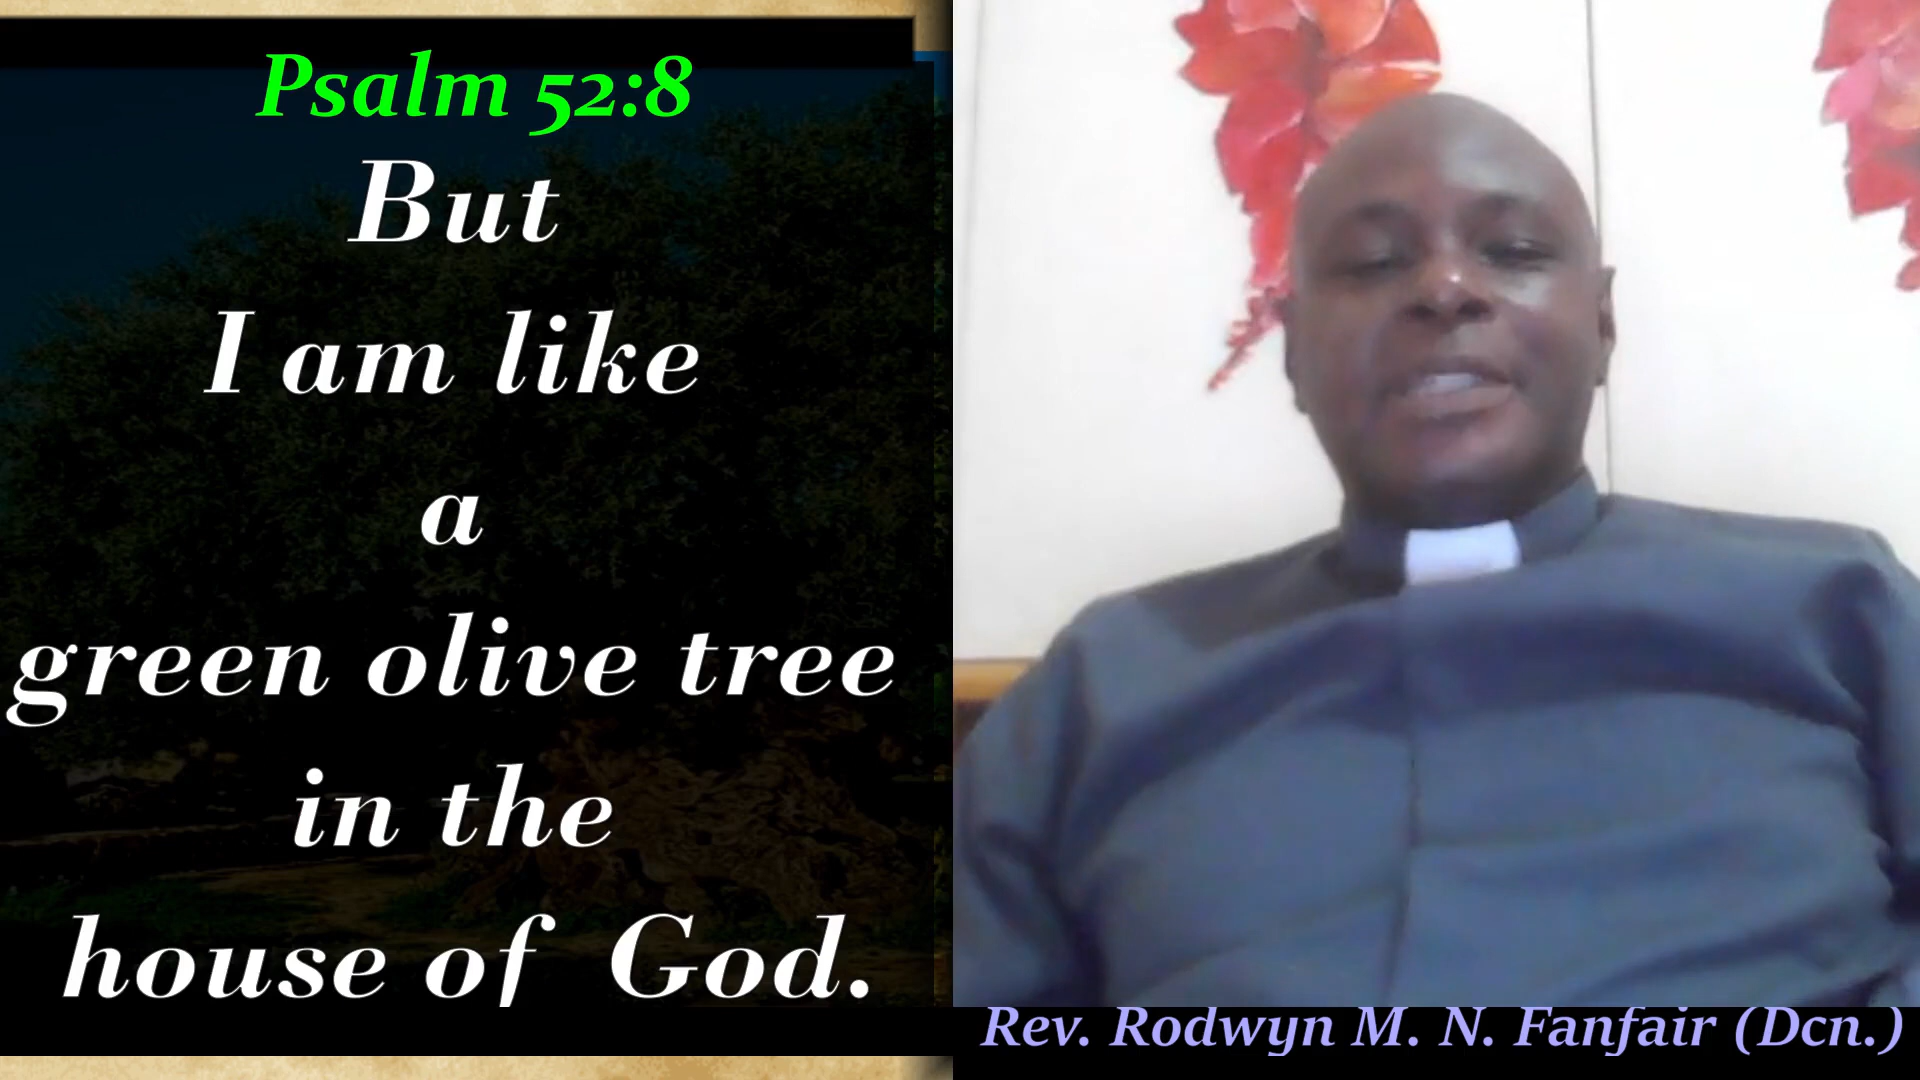 Psalm 52:8
But
I am like
a
green olive tree
in the
house of God.
Rev. Rodwyn M. N. Fanfair (Dcn.)